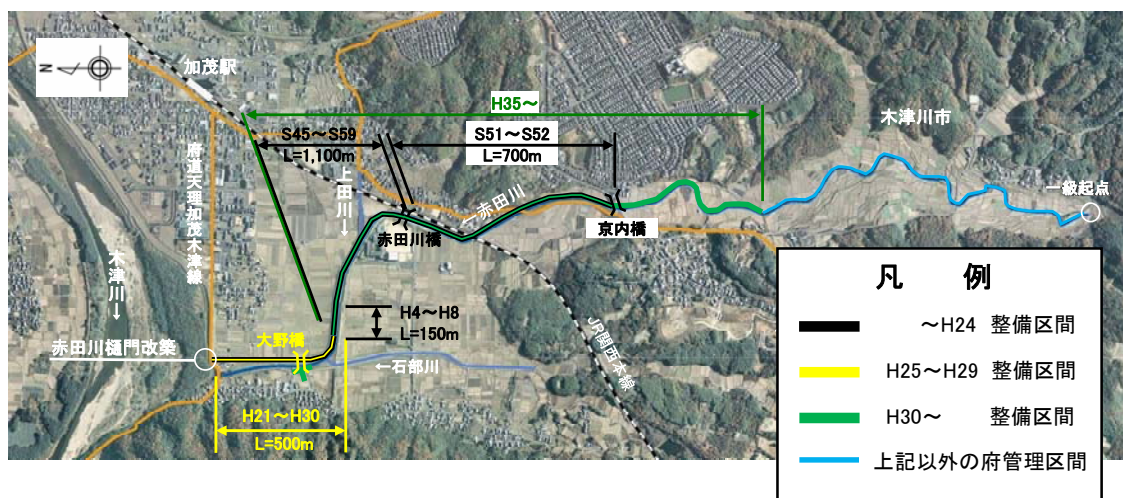 N
加茂駅
H35～
S45～S59
L=1,100m
S51～S52
L=700m
木津川市
一級起点
府道天理加茂木津線
上田川→
←赤田川
赤田川橋
京内橋
木津川→
H4～H8
L=150m
大野橋
赤田川樋門改築
←石部川
JR関西本線
H21～H30
L=500m
凡 例
～H24 整備区間
H25～H29 整備区間
H30～ 整備区間
上記以外の府管理区間